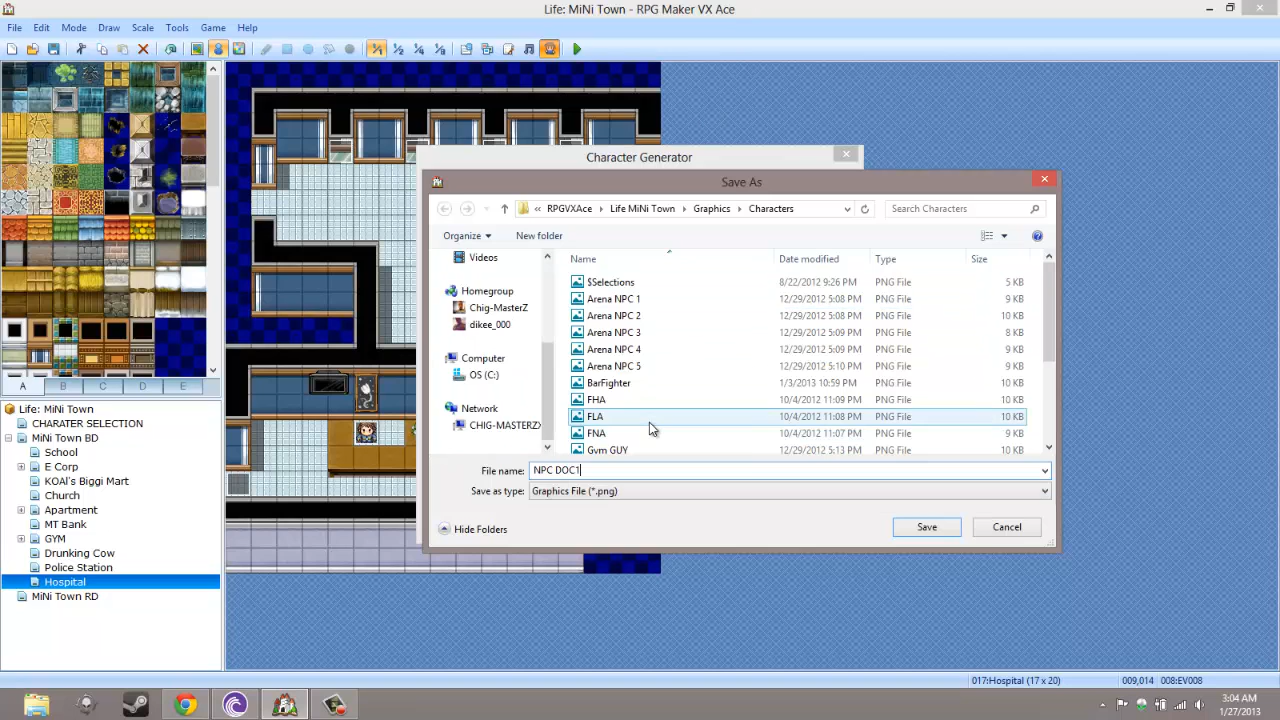 Life: MiNi Town - RPG Maker VX Ace
File Edit Mode Draw Scale Tools Game Help
Character Generator
Save As
« RPGVXAce Life MiNi Town Graphics Characters Search Characters
Organize New folder
Name Date modified Type Size
Videos
Homegroup
Chig-MasterZ
dikee_000
Computer
OS (C:)
Network
CHIG-MASTERZ
$Selections 8/22/2012 9:26 PM PNG File 5 KB
Arena NPC 1 12/29/2012 5:08 PM PNG File 9 KB
Arena NPC 2 12/29/2012 5:08 PM PNG File 10 KB
Arena NPC 3 12/29/2012 5:09 PM PNG File 8 KB
Arena NPC 4 12/29/2012 5:09 PM PNG File 10 KB
Arena NPC 5 12/29/2012 5:10 PM PNG File 9 KB
BarFighter 1/3/2013 10:59 PM PNG File 9 KB
FHA 10/4/2012 11:09 PM PNG File 10 KB
FLA 10/4/2012 11:08 PM PNG File 10 KB
FNA 10/4/2012 11:07 PM PNG File 9 KB
Gym GUY 12/29/2012 5:13 PM PNG File 10 KB
File name: NPC DOC1
Save as type: Graphics File (*.png)
Hide Folders Save Cancel
A B C D E
Life: MiNi Town
CHARATER SELECTION
MiNi Town BD
School
E Corp
KOAl's Biggi Mart
Church
Apartment
MT Bank
GYM
Drunking Cow
Police Station
Hospital
MiNi Town RD
017:Hospital (17 x 20) 009,014 008:EV008
3:04 AM
1/27/2013